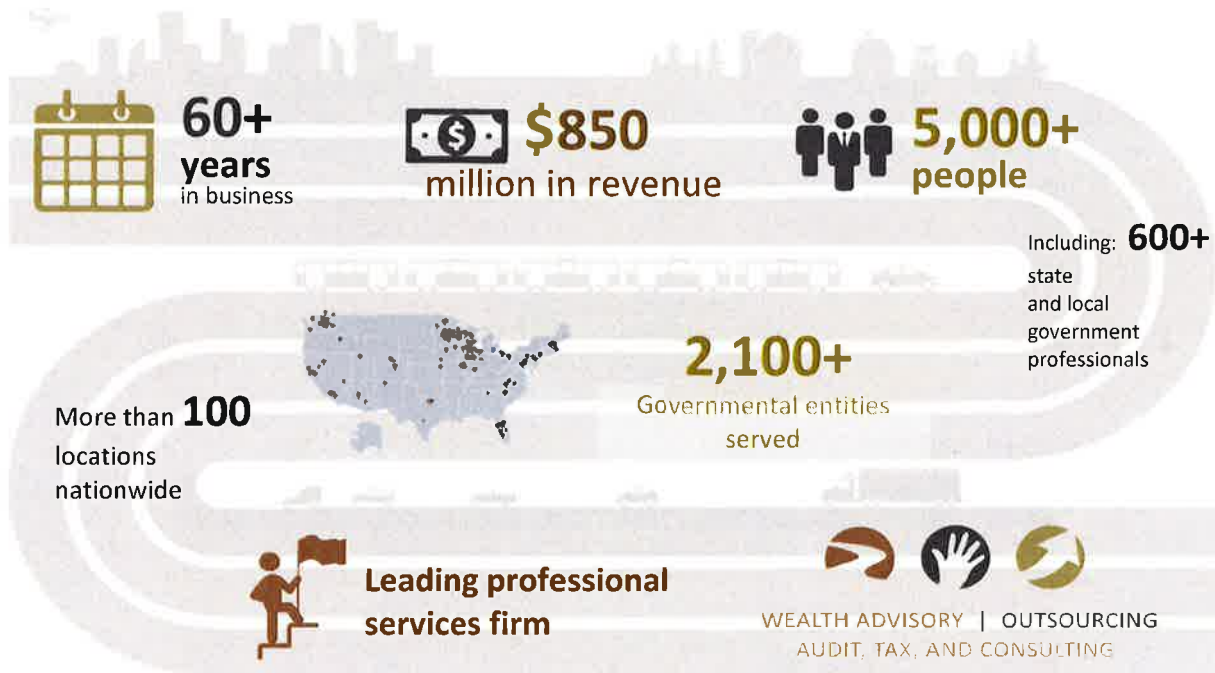 60+
years
in business
$850
million in revenue
5,000+
people
Including: 600+
state
and local
government
professionals
More than 100
locations
nationwide
2,100+
Governmental entities
served
Leading professional
services firm
WEALTH ADVISORY | OUTSOURCING
AUDIT, TAX, AND CONSULTING